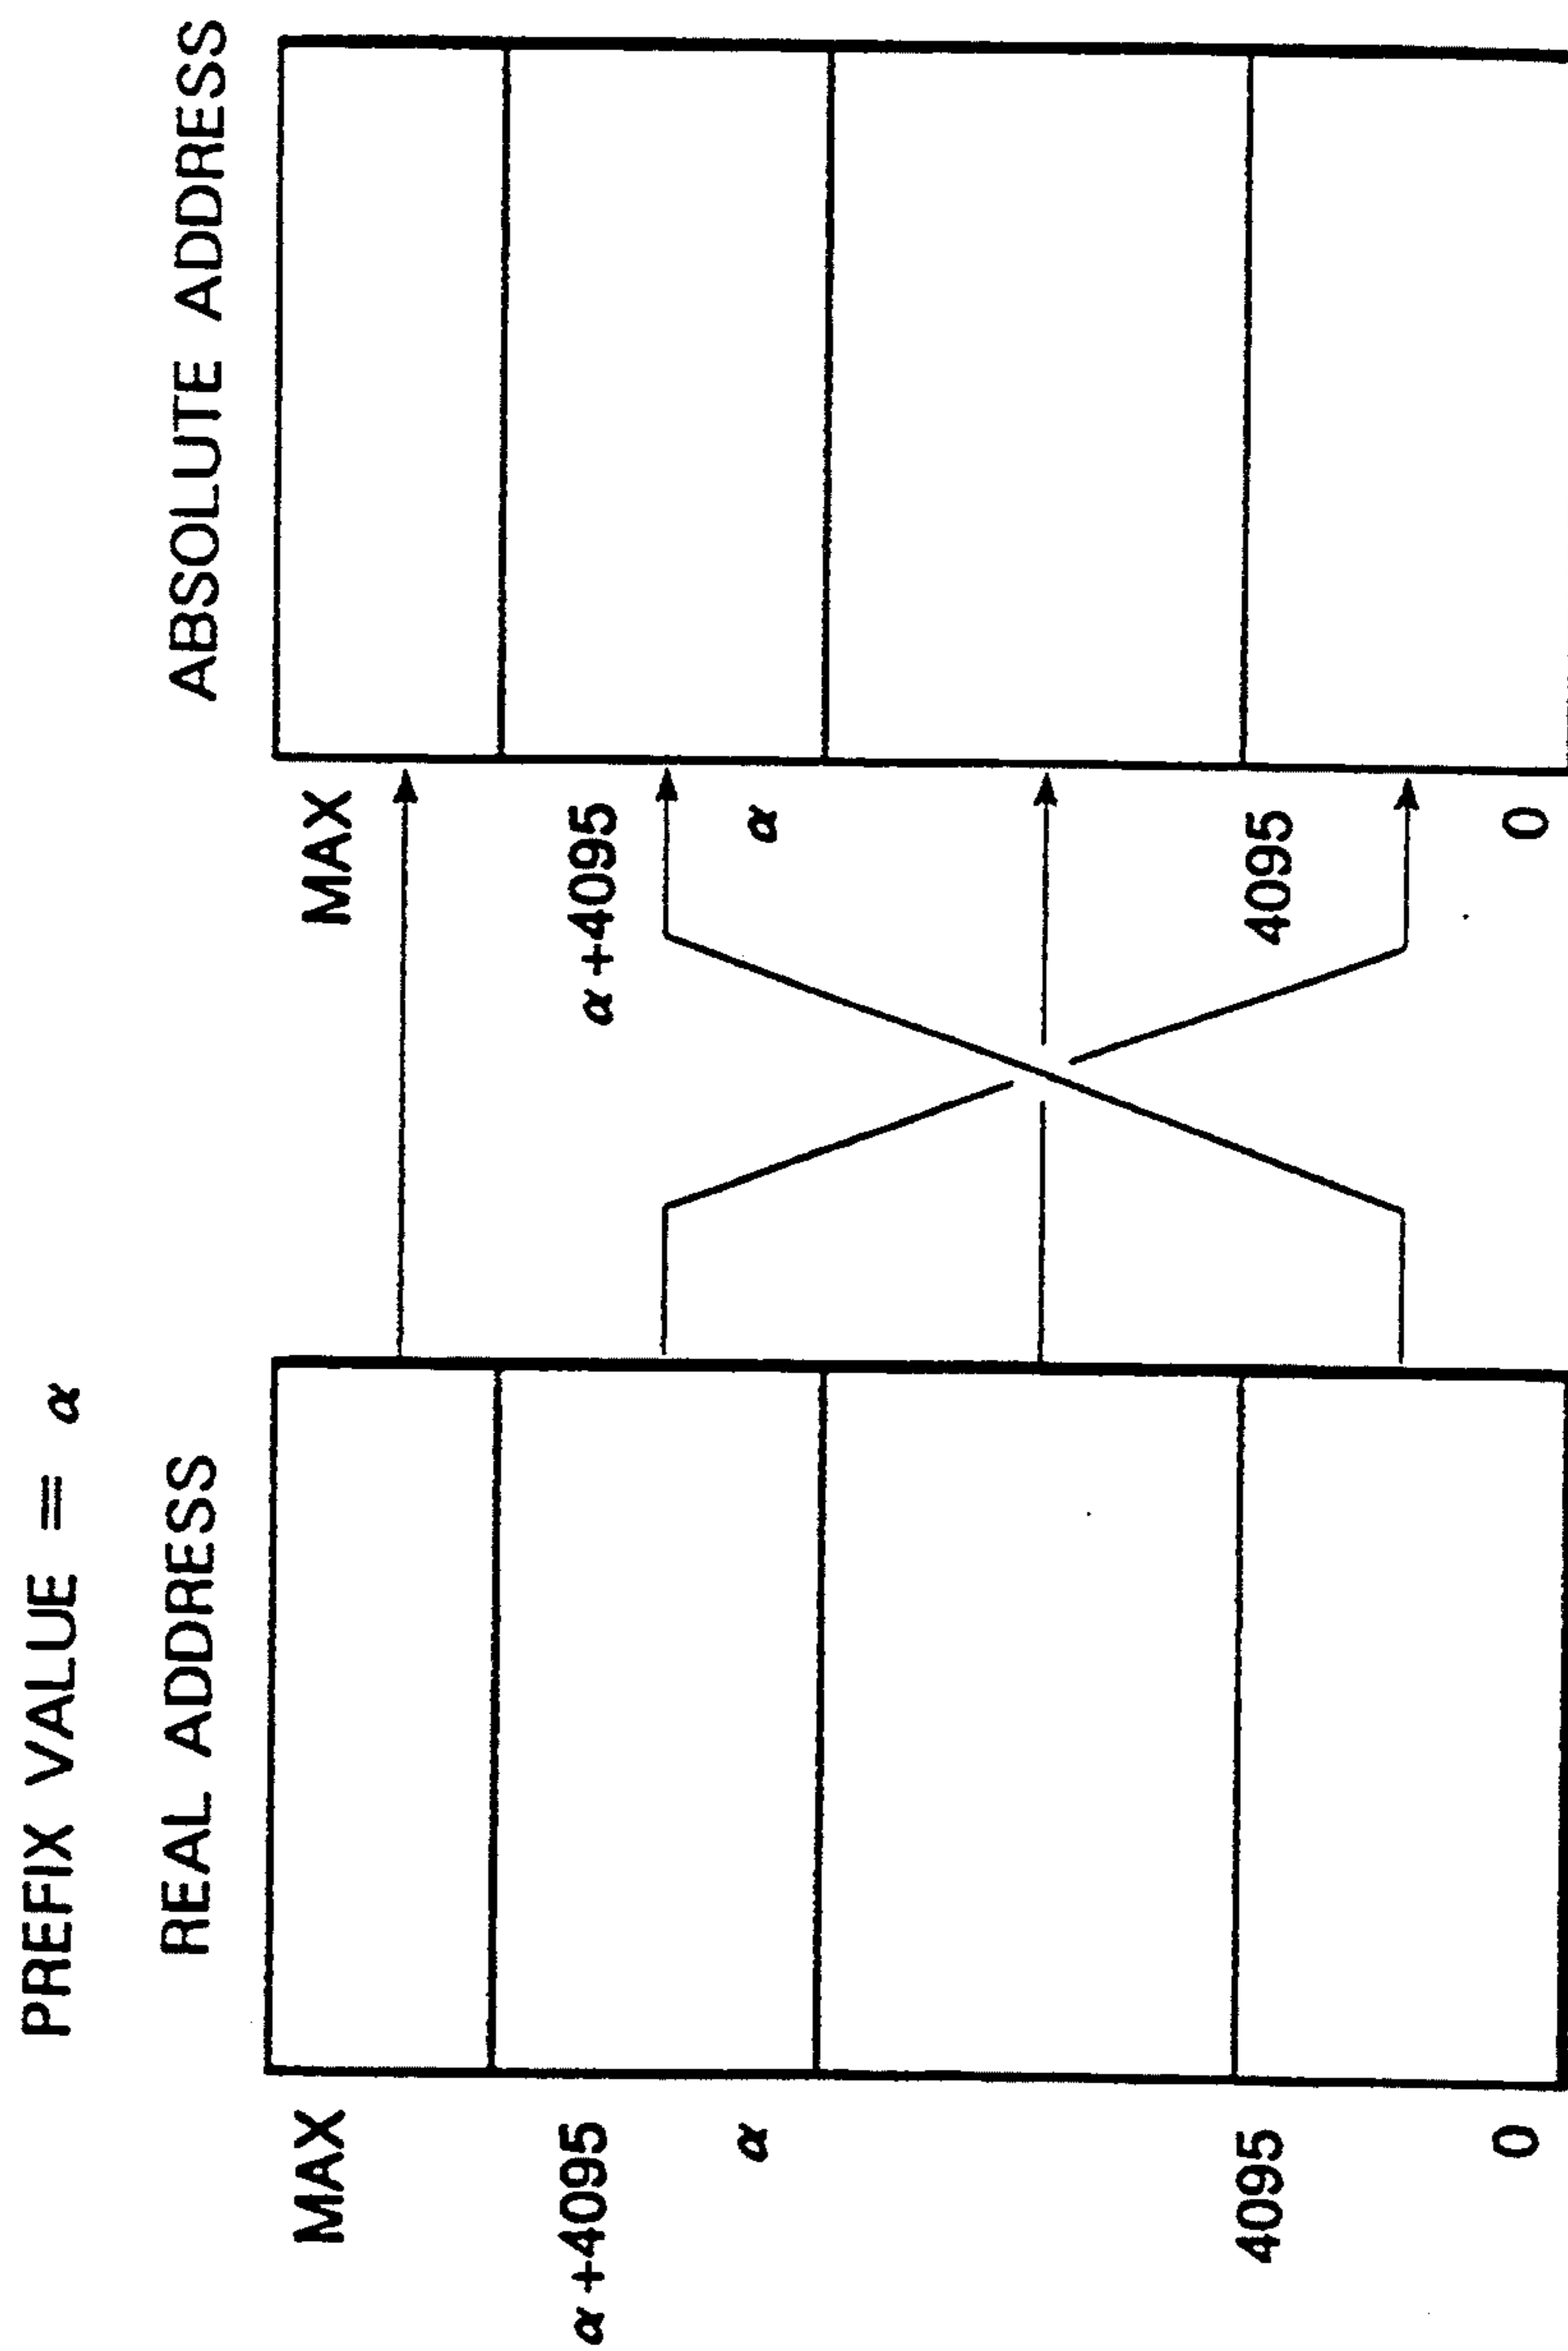 PREFIX VALUE = α
REAL ADDRESS
ABSOLUTE ADDRESS
MAX
MAX
α +4095
α +4095
α
α
4095
4095
0
0